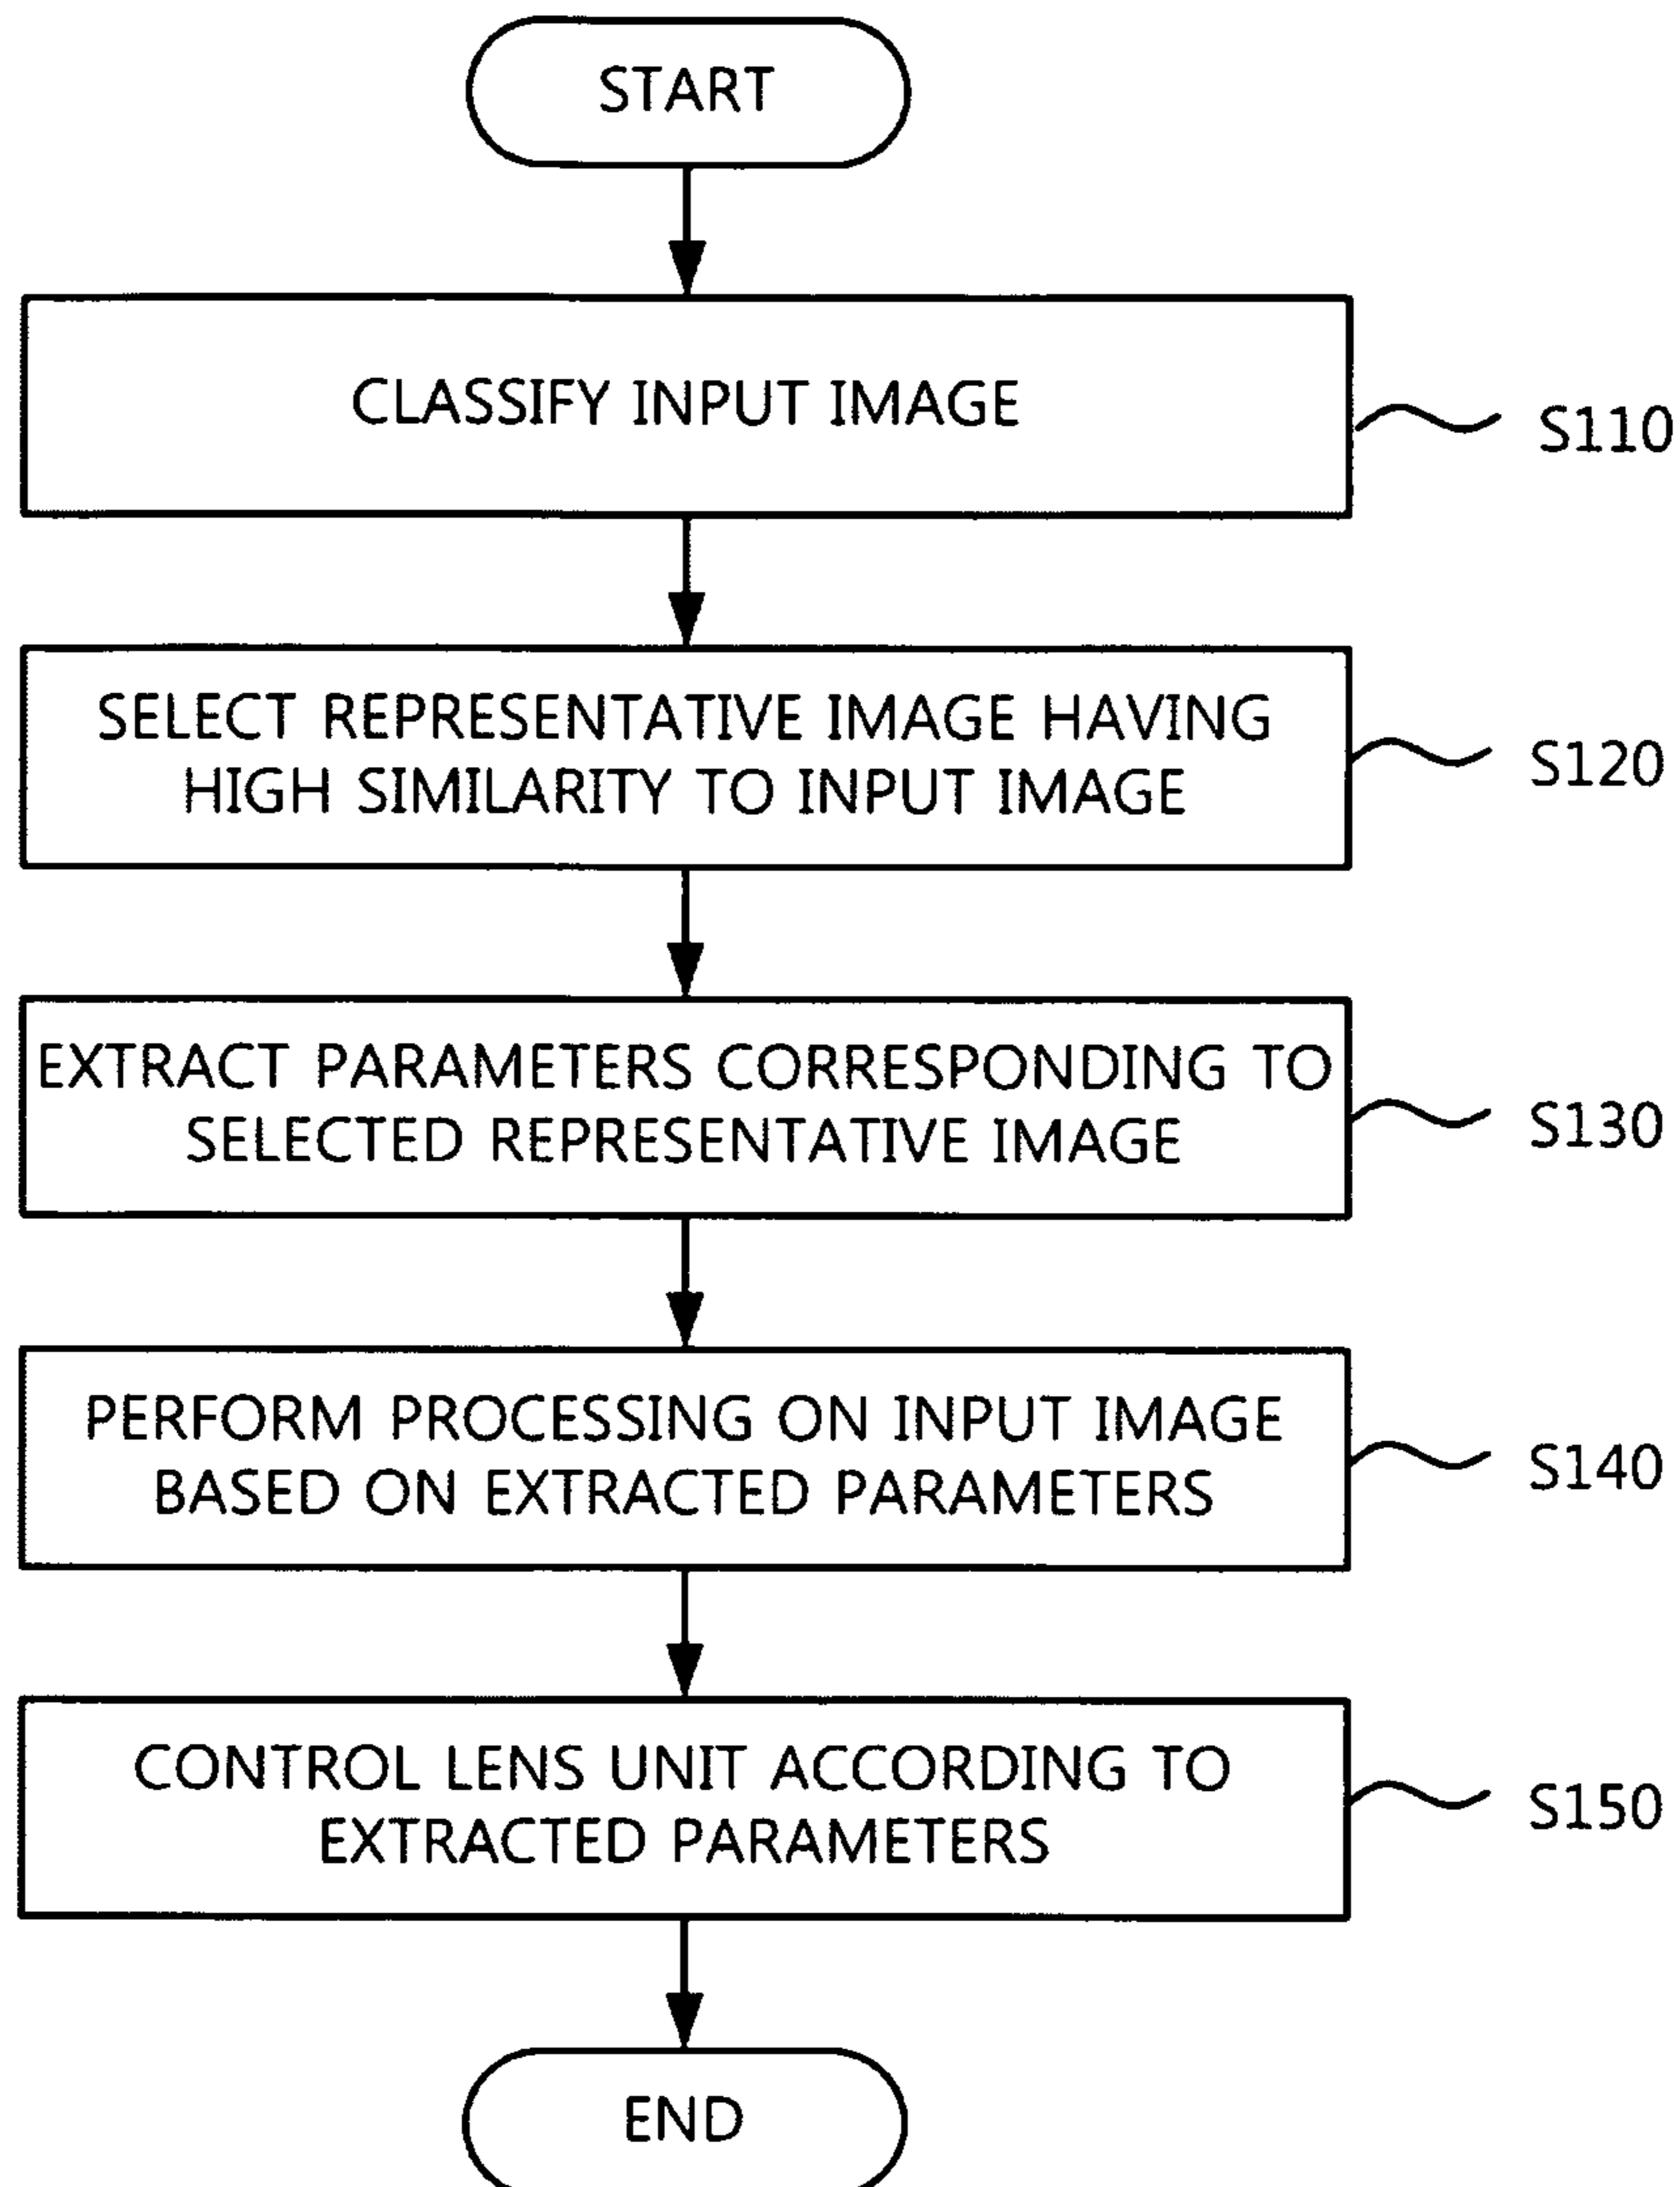 START
CLASSIFY INPUT IMAGE
S110
SELECT REPRESENTATIVE IMAGE HAVING
HIGH SIMILARITY TO INPUT IMAGE
S120
EXTRACT PARAMETERS CORRESPONDING TO
SELECTED REPRESENTATIVE IMAGE
S130
PERFORM PROCESSING ON INPUT IMAGE
BASED ON EXTRACTED PARAMETERS
S140
CONTROL LENS UNIT ACCORDING TO
EXTRACTED PARAMETERS
S150
END